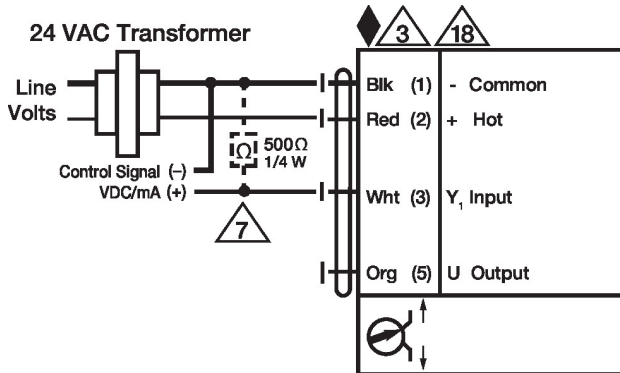 24 VAC Transformer
3 18
Line
Volts
Blk (1) - Common
Red (2) + Hot
Ω 500Ω
1/4 W
Control Signal (–)
VDC/mA (+)
Wht (3) Y₁ Input
7
Org (5) U Output